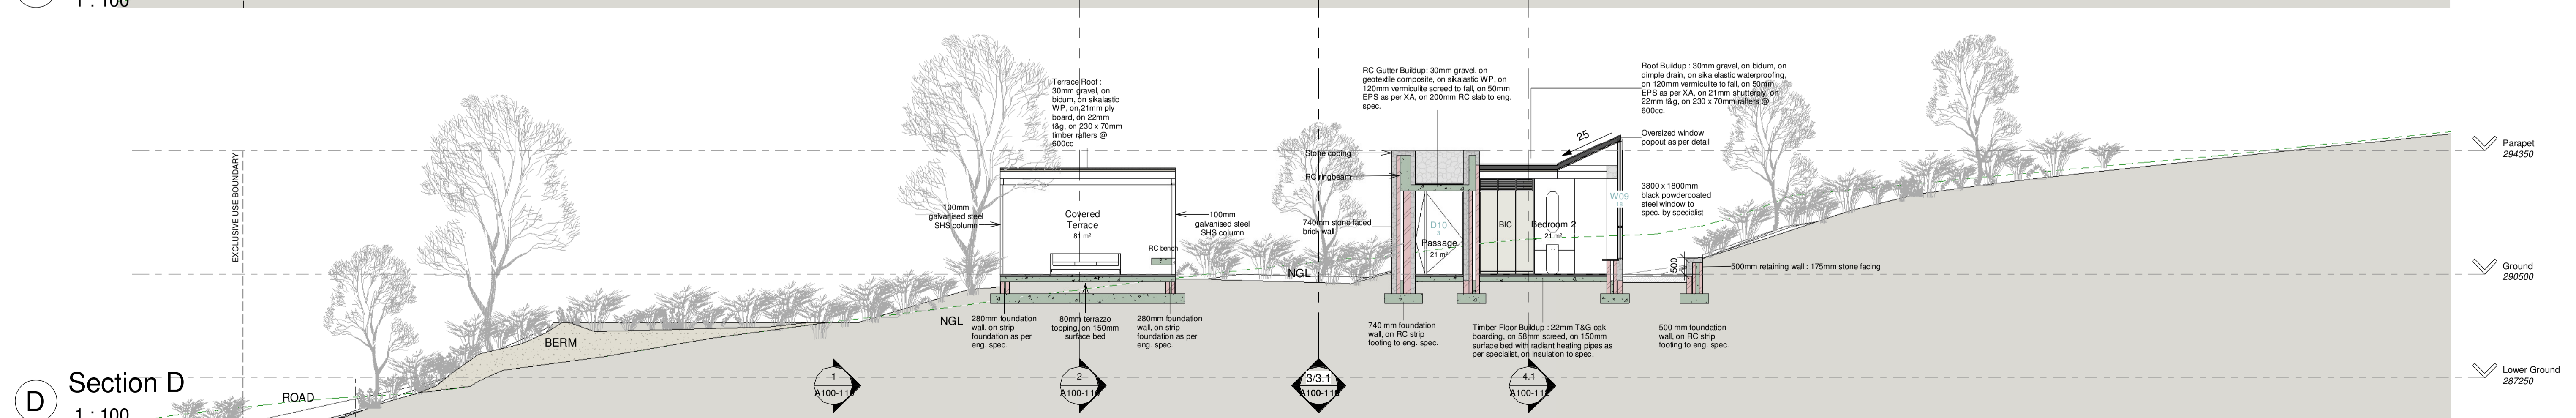 1 : 100
Terrace Roof :
30mm gravel, on
bidum, on sikalastic
WP, on 21mm ply
board, on 22mm
t&g, on 230 x 70mm
timber rafters @
600cc
RC Gutter Buildup: 30mm gravel, on
geotextile composite, on sikalastic WP, on
120mm vermiculite screed to fall, on 50mm
EPS as per XA, on 200mm RC slab to eng.
spec.
Roof Buildup : 30mm gravel, on bidum, on
dimple drain, on sika elastic waterproofing,
on 120mm vermiculite to fall, on 50mm
EPS as per XA, on 21mm shutterply, on
22mm t&g, on 230 x 70mm rafters @
600cc.
25
Oversized window
popout as per detail
Parapet
294350
EXCLUSIVE USE BOUNDARY
Stone coping
RC ringbeam
3800 x 1800mm
black powdercoated
steel window to
spec. by specialist
W09
100mm
galvanised steel
SHS column
Covered
Terrace
81 m²
100mm
galvanised steel
SHS column
RC bench
740mm stone faced
brick wall
D10
Passage
21 m²
BIC
Bedroom 2
21 m²
NGL
500
500mm retaining wall : 175mm stone facing
Ground
290500
NGL
280mm foundation
wall, on strip
foundation as per
eng. spec.
80mm terrazzo
topping, on 150mm
surface bed
280mm foundation
wall, on strip
foundation as per
eng. spec.
740 mm foundation
wall, on RC strip
footing to eng. spec.
Timber Floor Buildup : 22mm T&G oak
boarding, on 58mm screed, on 150mm
surface bed with radiant heating pipes as
per specialist, on insulation to spec.
500 mm foundation
wall, on RC strip
footing to eng. spec.
BERM
Lower Ground
287250
1
2
3/3.1
4.1
D
Section D
1 : 100
ROAD